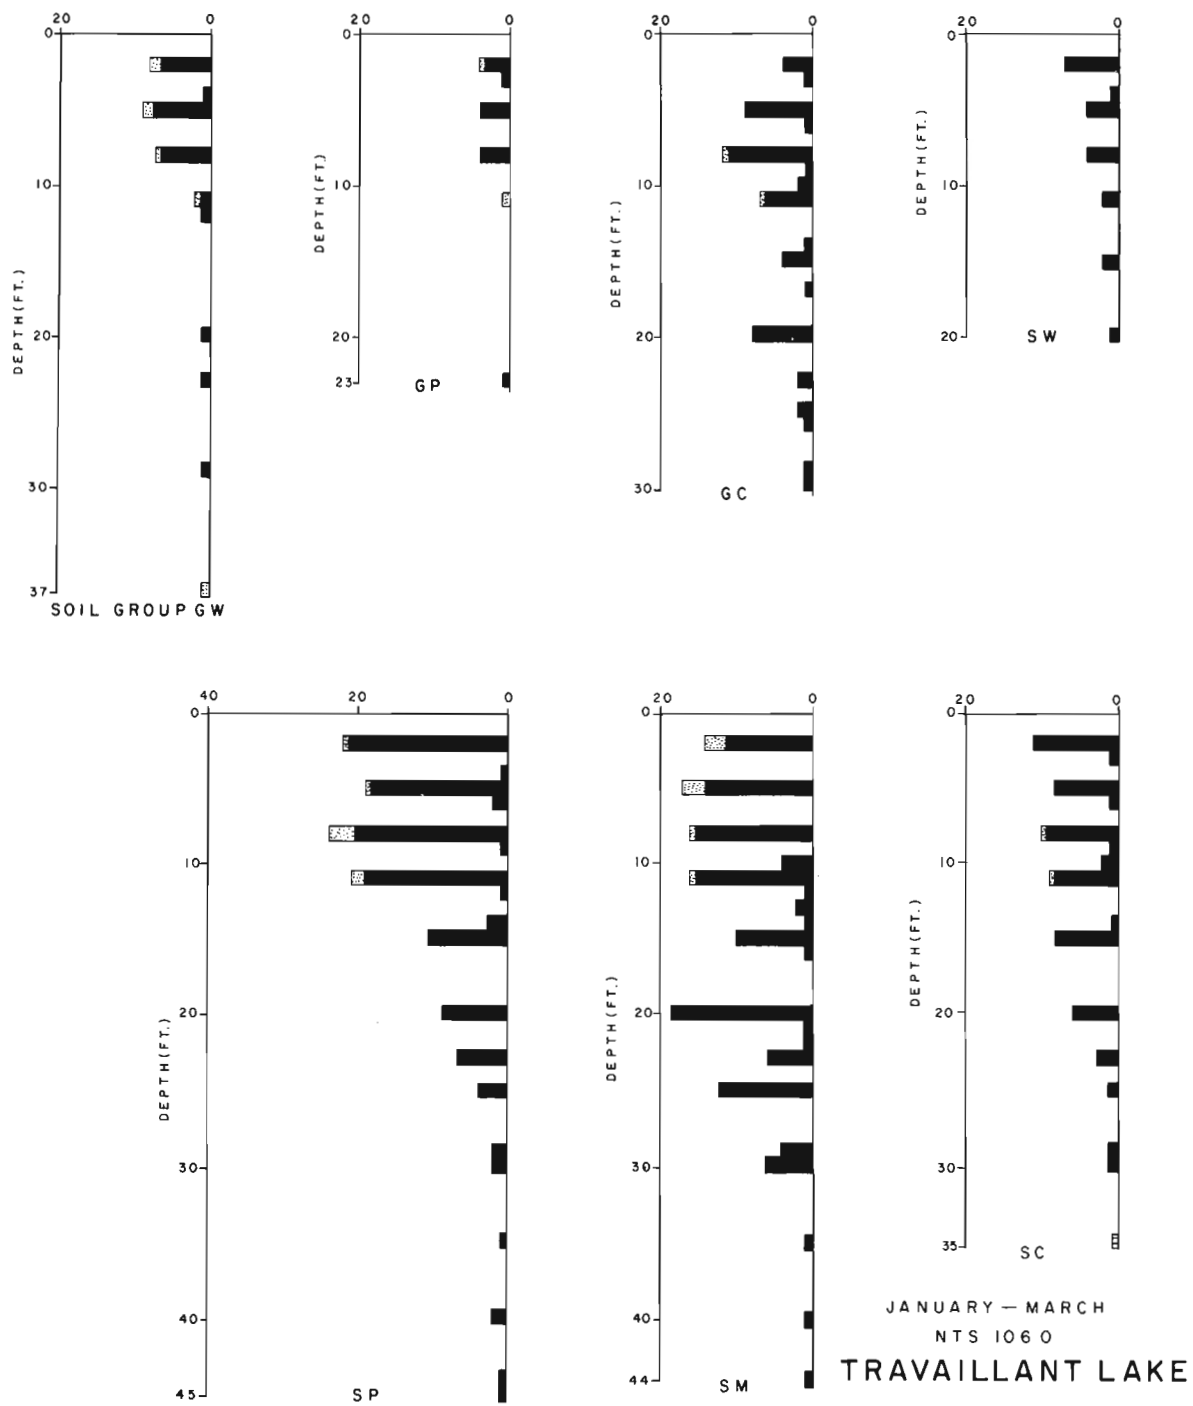 20 0
0
10
20
30
37
DEPTH(FT.)
SOIL GROUP GW
20 0
0
10
20
23
DEPTH(FT.)
GP
20 0
0
10
20
30
DEPTH(FT.)
GC
20 0
0
10
20
DEPTH(FT.)
SW
40 20 0
0
10
20
30
40
45
DEPTH(FT.)
SP
20 0
0
10
20
30
40
44
DEPTH(FT.)
SM
20 0
0
10
20
30
35
DEPTH(FT.)
SC
JANUARY — MARCH
NTS 106 O
TRAVAILLANT LAKE